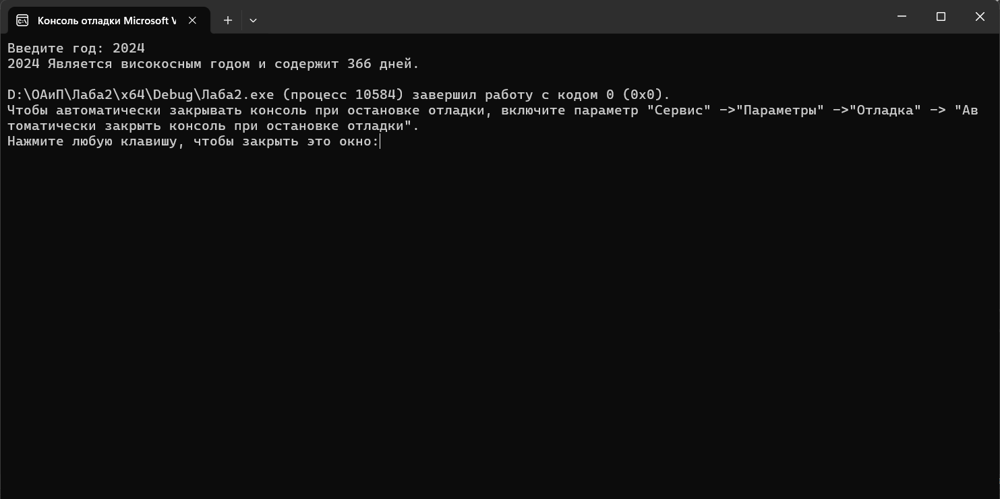 Консоль отладки Microsoft V
Введите год: 2024
2024 Является високосным годом и содержит 366 дней.
D:\ОАиП\Лаба2\x64\Debug\Лаба2.exe (процесс 10584) завершил работу с кодом 0 (0x0).
Чтобы автоматически закрывать консоль при остановке отладки, включите параметр "Сервис" ->"Параметры" ->"Отладка" -> "Ав
томатически закрыть консоль при остановке отладки".
Нажмите любую клавишу, чтобы закрыть это окно: